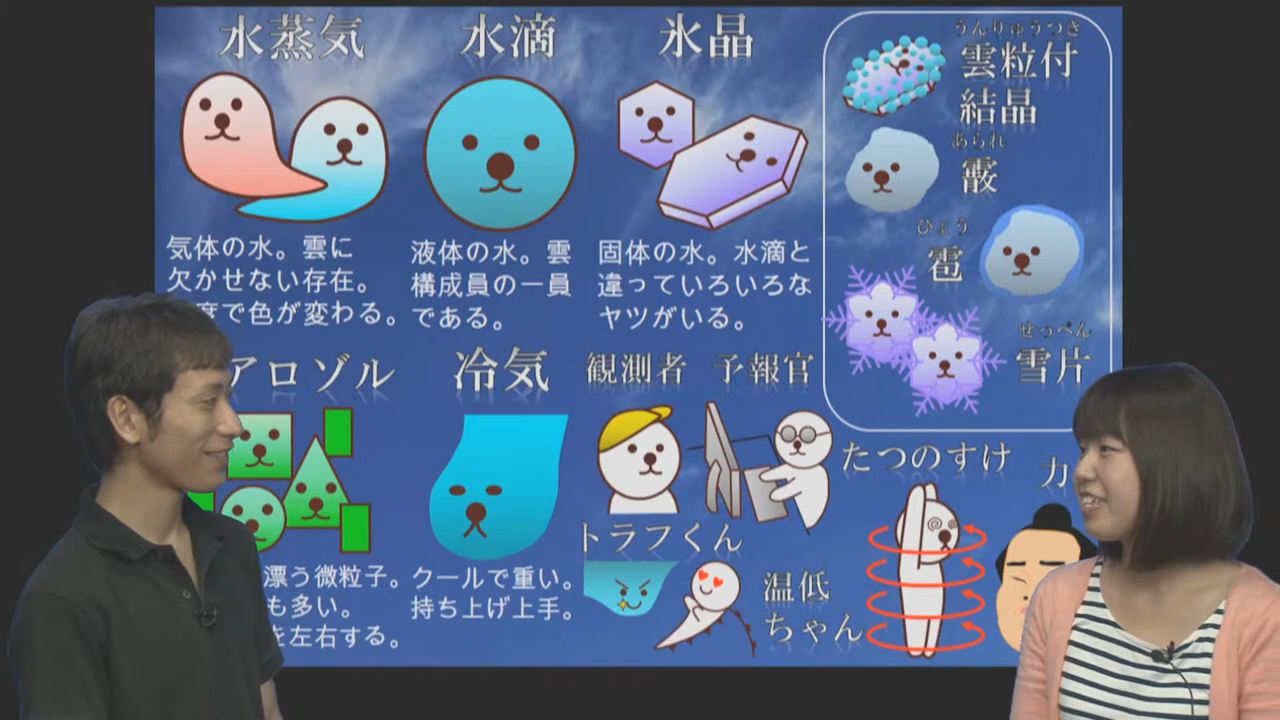 水蒸気
水滴
氷晶
気体の水。雲に
欠かせない存在。
度で色が変わる。
液体の水。雲
構成員の一員
である。
固体の水。水滴と
違っていろいろな
ヤツがいる。
うんりゅうつき
雲粒付
結晶
あられ
霰
ひょう
雹
せっぺん
雪片
アロゾル
漂う微粒子。
も多い。
を左右する。
冷気
クールで重い。
持ち上げ上手。
観測者
予報官
トラフくん
温低
ちゃん
たつのすけ
カ